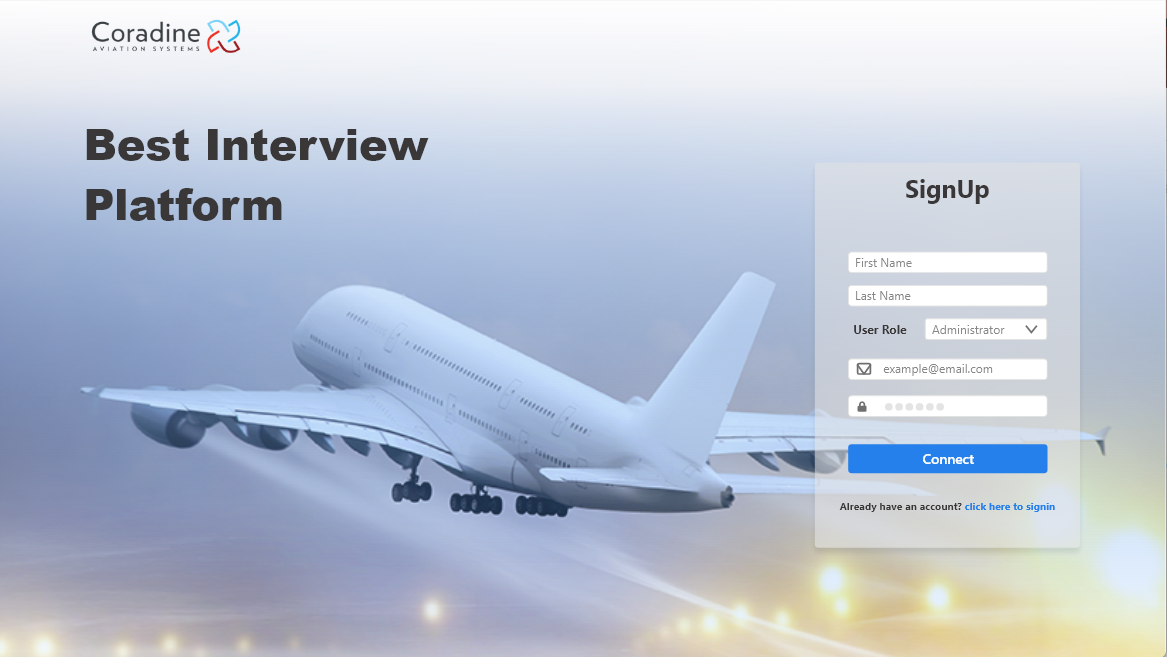 Coradine
AVIATION SYSTEMS
Best Interview
Platform
SignUp
First Name
Last Name
User Role
Administrator
example@email.com
Connect
Already have an account? click here to signin